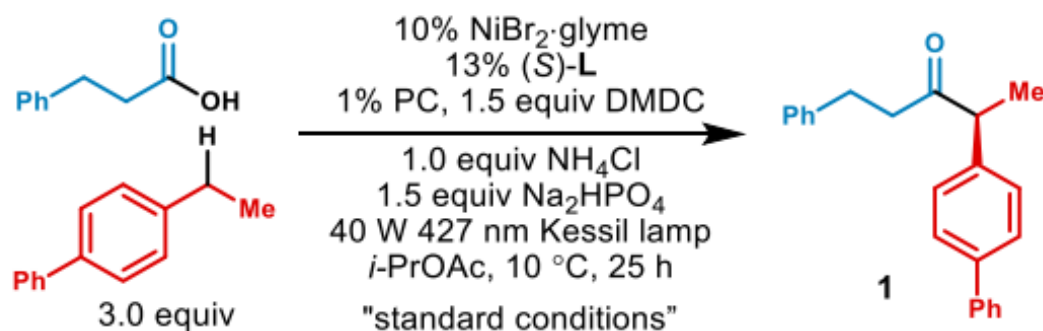 O
Ph
OH
H
Me
Ph
3.0 equiv
10% NiBr₂·glyme
13% (S)-L
1% PC, 1.5 equiv DMDC
1.0 equiv NH₄Cl
1.5 equiv Na₂HPO₄
40 W 427 nm Kessil lamp
i-PrOAc, 10 °C, 25 h
"standard conditions”
O
Me
Ph
1
Ph